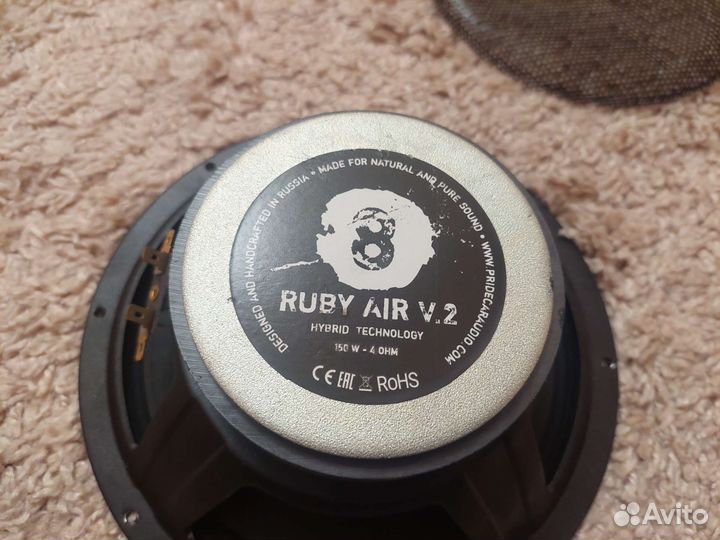 DESIGNED AND HANDCRAFTED IN RUSSIA • MADE FOR NATURAL AND PURE SOUND • WWW.PRIDECARAUDIO.COM
8
RUBY AIR V.2
HYBRID TECHNOLOGY
150 W - 4 OHM
CE EAC RoHS
Avito